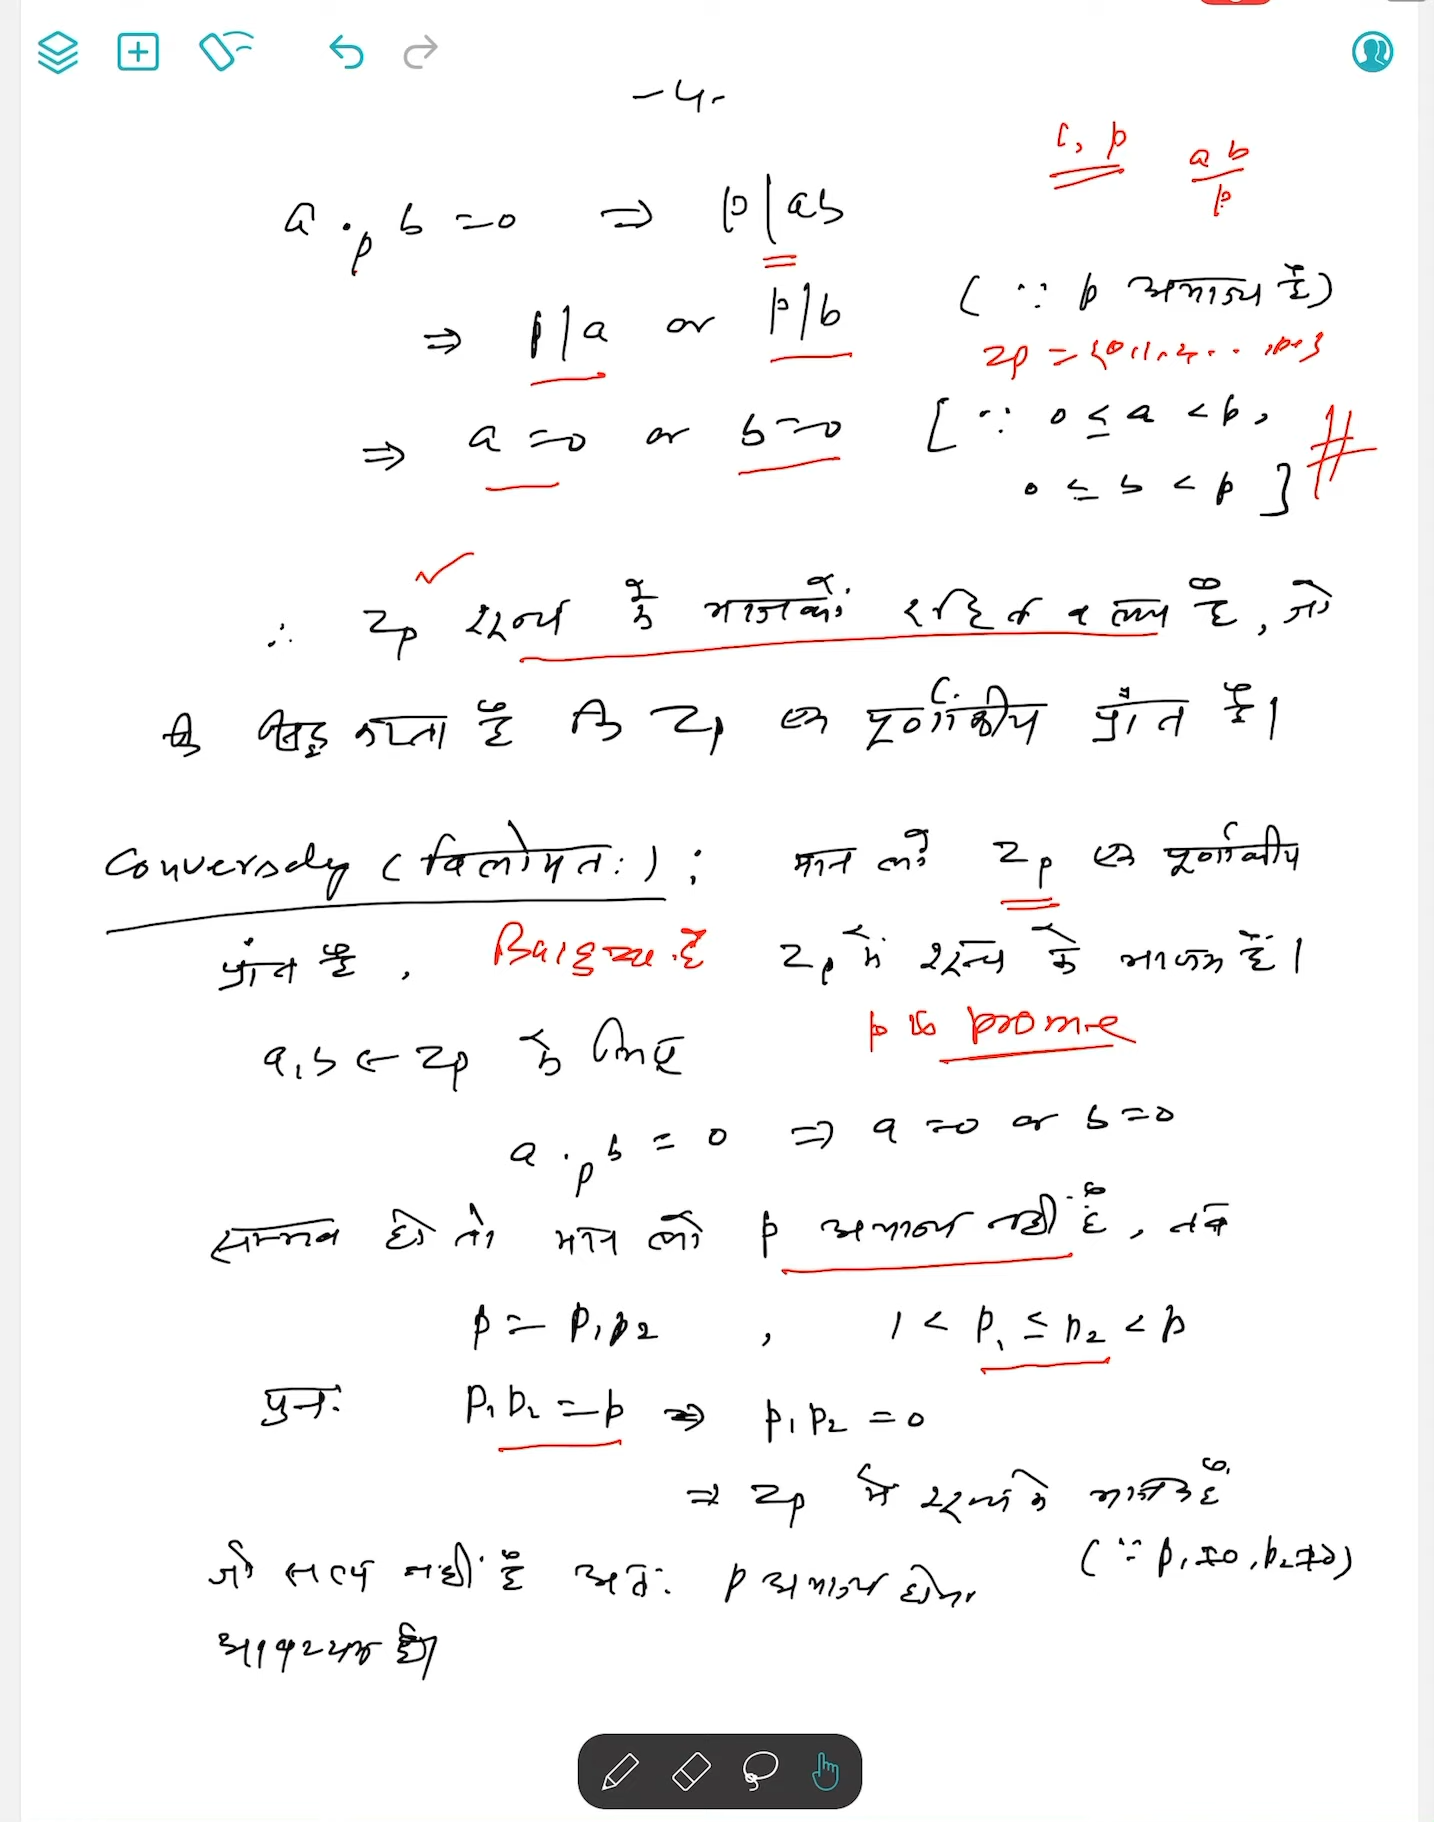 -4-
c, p
ab/p
a ·p b = 0 ⇒ p | ab
⇒ p | a or p | b (∵ p अभाज्य है)
Zp = {0,1,2,...,p-1}
⇒ a = 0 or b = 0 [∵ 0 ≤ a < p,
0 ≤ b < p]
∴ Zp शून्य के भाजकों रहित वलय है, जो
कि सिद्ध करता है कि Zp एक पूर्णांकीय प्रांत है।
Conversely (विलोमतः) : मान लो Zp एक पूर्णांकीय
प्रांत है, Zp में शून्य के भाजक हैं।
p is prime
a, b ∈ Zp के लिए
a ·p b = 0 ⇒ a = 0 or b = 0
सम्भव हो तो मान लो p अभाज्य नहीं है, तब
p = p₁p₂ , 1 < p₁ ≤ p₂ < p
पुनः p₁p₂ = p ⇒ p₁p₂ = 0
⇒ Zp में शून्य के भाजक हैं
(∵ p₁ ≠ 0, p₂ ≠ 0)
जो सत्य नहीं है अतः p अभाज्य होना
आवश्यक है।